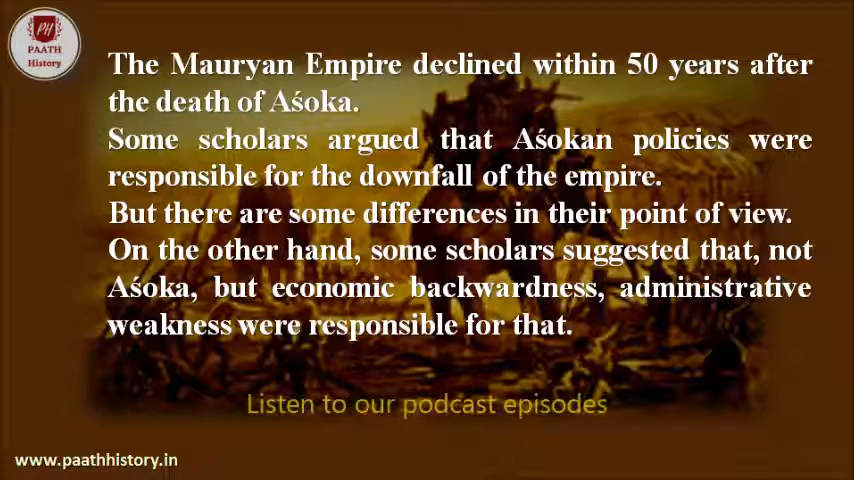 PH
PAATH
History
The Mauryan Empire declined within 50 years after
the death of Aśoka.
Some scholars argued that Aśokan policies were
responsible for the downfall of the empire.
But there are some differences in their point of view.
On the other hand, some scholars suggested that, not
Aśoka, but economic backwardness, administrative
weakness were responsible for that.
Listen to our podcast episodes
www.paathhistory.in